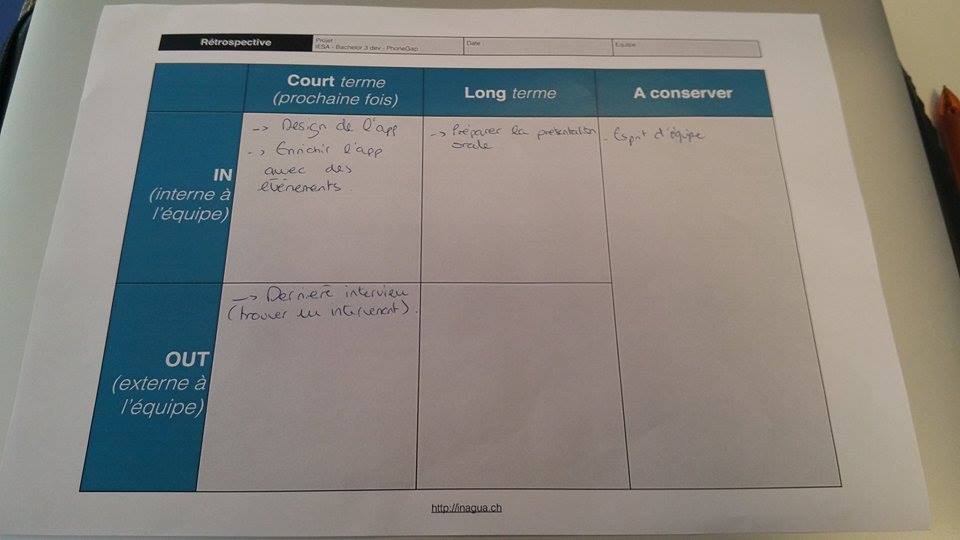 Rétrospective
Projet :
IESA - Bachelor 3 dev - PhoneGap
Date :
Equipe :
Court terme
(prochaine fois)
Long terme
A conserver
IN
(interne à
l'équipe)
-> Design de l'app
-> Enrichir l'app
avec des
événements.
-> Préparer la présentation
orale
- Esprit d'équipe
OUT
(externe à
l'équipe)
-> Dernière interview
(trouver un intervenant).
http://inagua.ch